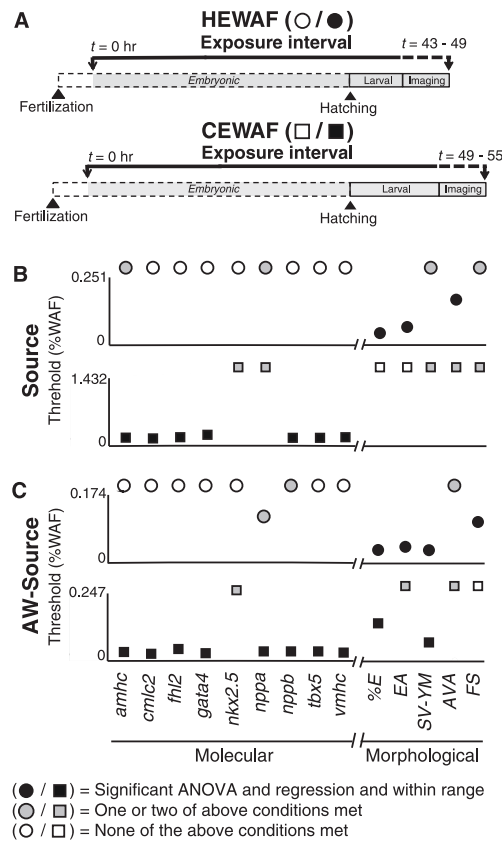 A
HEWAF (○ / ●)
Exposure interval
t = 0 hr
t = 43 - 49
Embryonic
Larval
Imaging
Fertilization
Hatching
CEWAF (□ / ■)
Exposure interval
t = 0 hr
t = 49 - 55
Embryonic
Larval
Imaging
Fertilization
Hatching
B
Source
Threhold (%WAF)
0.251
0
1.432
0
C
AW-Source
Threshold (%WAF)
0.174
0
0.247
0
amhc
cmlc2
fhl2
gata4
nkx2.5
nppa
nppb
tbx5
vmhc
%E
EA
SV-YM
AVA
FS
Molecular
Morphological
(● / ■) = Significant ANOVA and regression and within range
(○ / □) = One or two of above conditions met
(○ / □) = None of the above conditions met